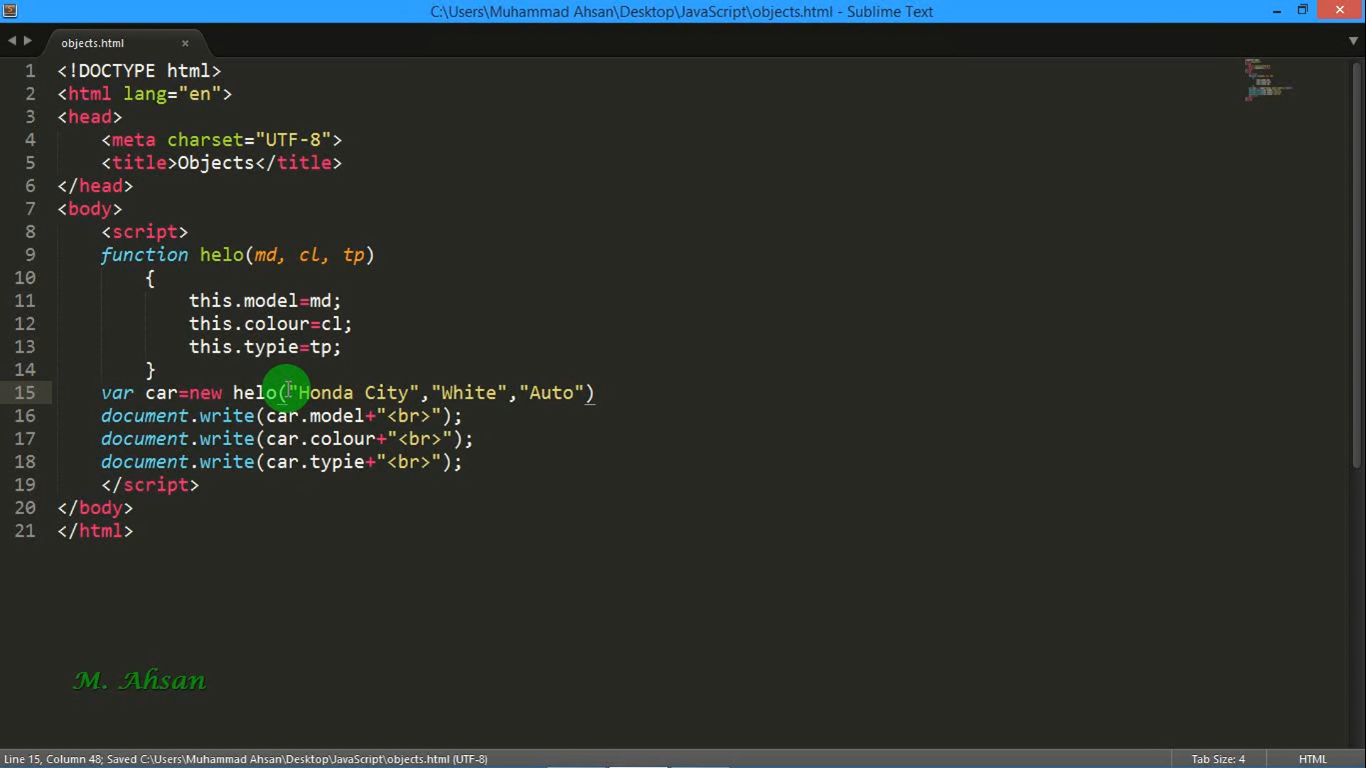 C:\Users\Muhammad Ahsan\Desktop\JavaScript\objects.html - Sublime Text
objects.html
1 <!DOCTYPE html>
2 <html lang="en">
3 <head>
4 <meta charset="UTF-8">
5 <title>Objects</title>
6 </head>
7 <body>
8 <script>
9 function helo(md, cl, tp)
10 {
11 this.model=md;
12 this.colour=cl;
13 this.typie=tp;
14 }
15 var car=new helo("Honda City","White","Auto")
16 document.write(car.model+"<br>");
17 document.write(car.colour+"<br>");
18 document.write(car.typie+"<br>");
19 </script>
20 </body>
21 </html>
M. Ahsan
Line 15, Column 48; Saved C:\Users\Muhammad Ahsan\Desktop\JavaScript\objects.html (UTF-8)
Tab Size: 4
HTML